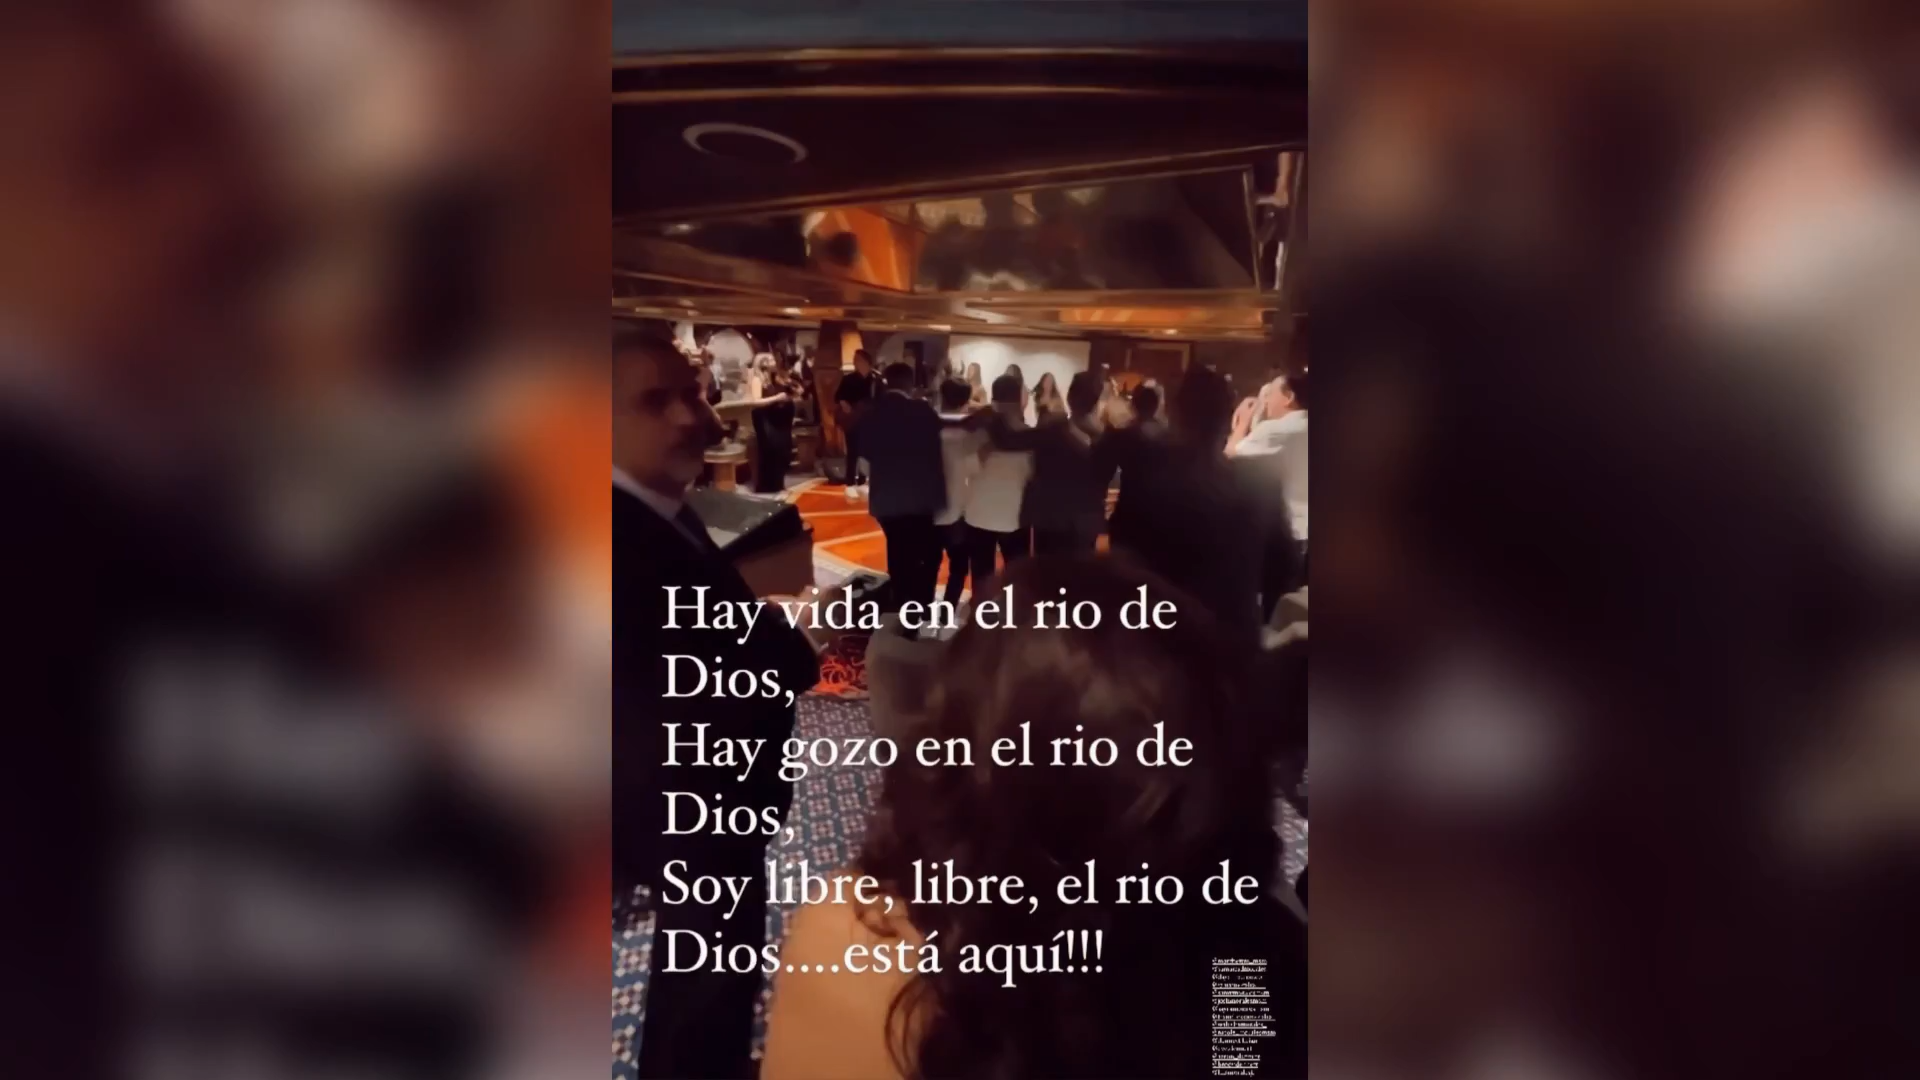 Hay vida en el rio de
Dios,
Hay gozo en el rio de
Dios,
Soy libre, libre, el rio de
Dios....está aquí!!!